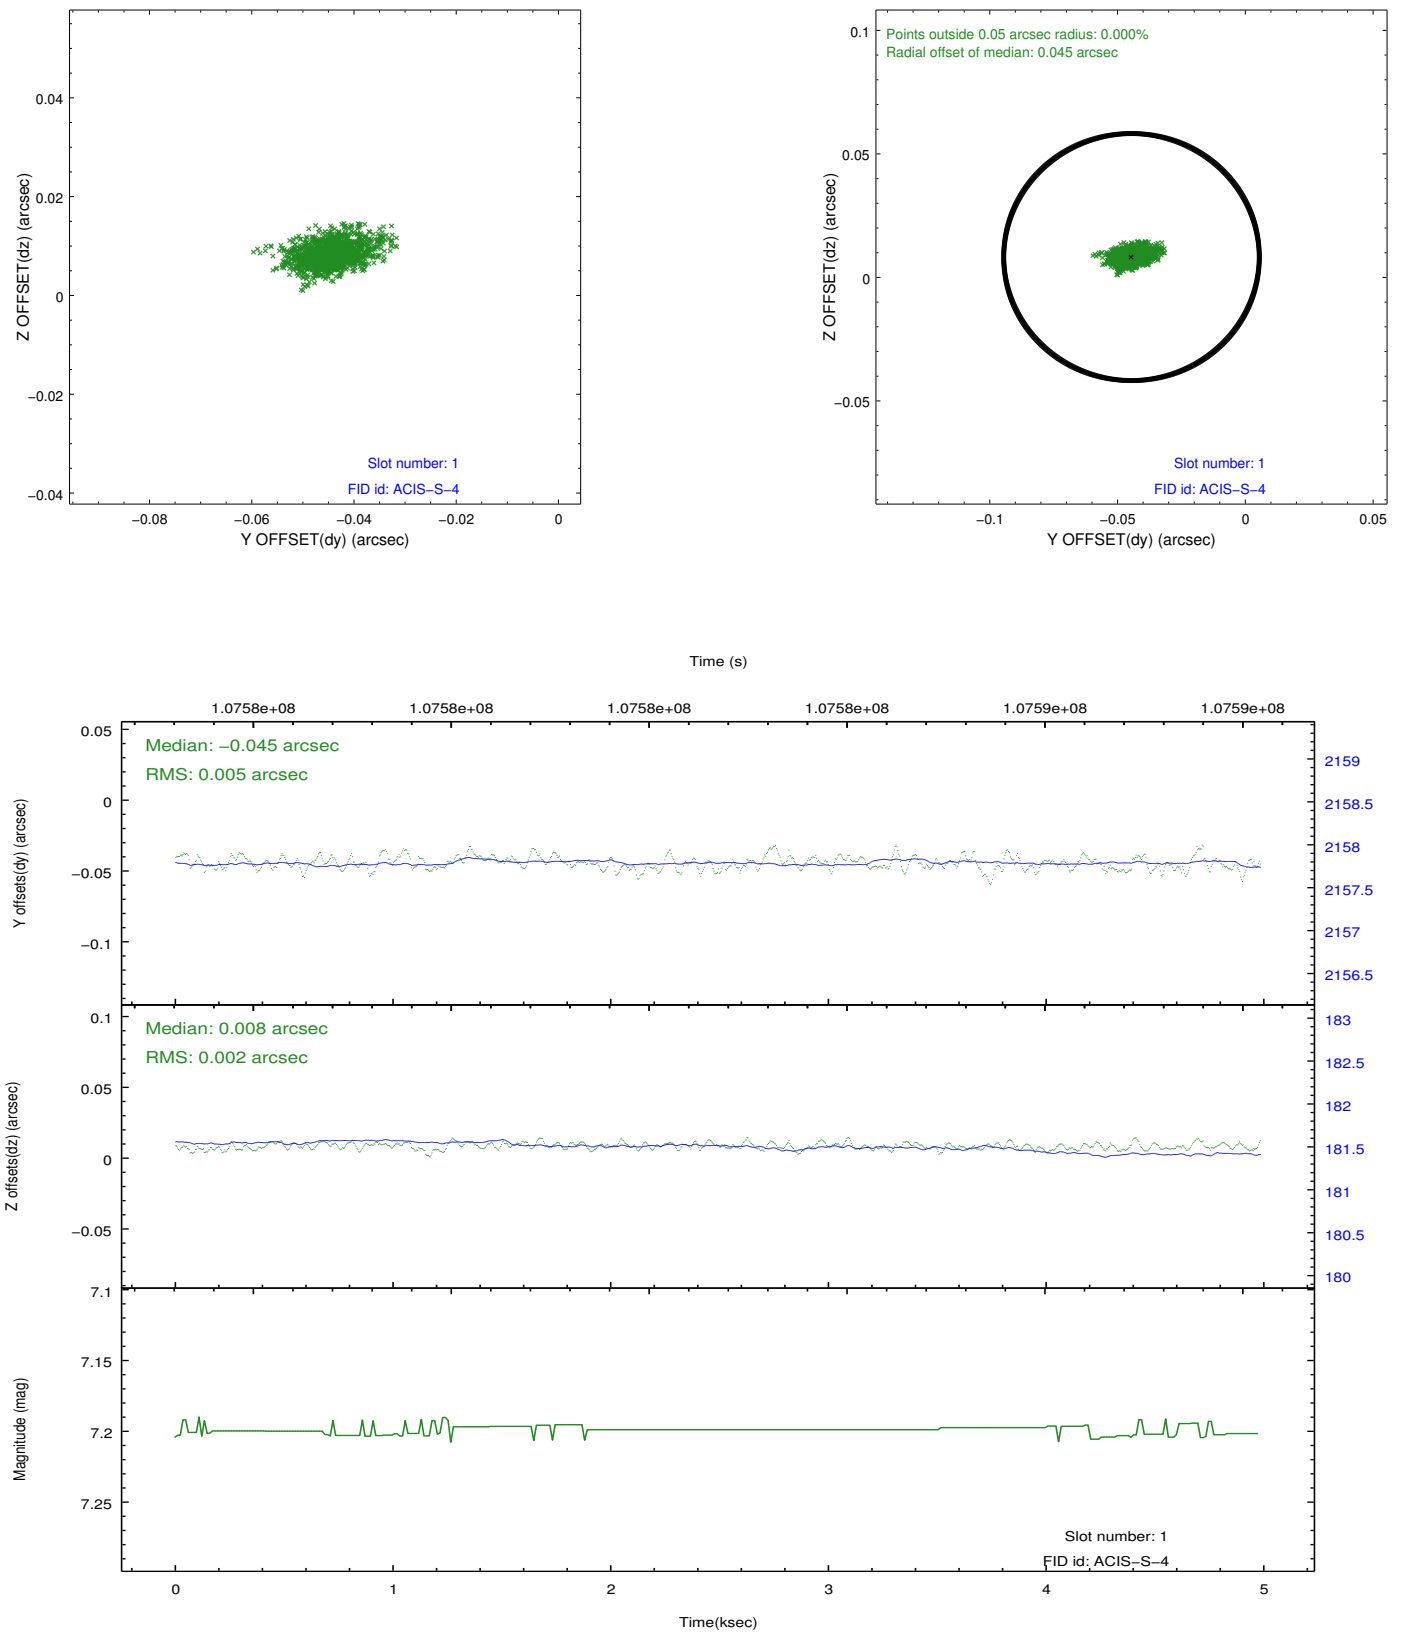 0.04
0.02
0
−0.02
−0.04
Z OFFSET(dz) (arcsec)
Slot number: 1
FID id: ACIS−S−4
−0.08
−0.06
−0.04
−0.02
0
Y OFFSET(dy) (arcsec)
0.1
0.05
0
−0.05
Z OFFSET(dz) (arcsec)
Points outside 0.05 arcsec radius: 0.000%
Radial offset of median: 0.045 arcsec
Slot number: 1
FID id: ACIS−S−4
−0.1
−0.05
0
0.05
Y OFFSET(dy) (arcsec)
Time (s)
1.0758e+08
1.0758e+08
1.0758e+08
1.0758e+08
1.0759e+08
1.0759e+08
0.05
0
−0.05
−0.1
Y offsets(dy) (arcsec)
Median: −0.045 arcsec
RMS: 0.005 arcsec
2159
2158.5
2158
2157.5
2157
2156.5
0.1
0.05
0
−0.05
Z offsets(dz) (arcsec)
Median: 0.008 arcsec
RMS: 0.002 arcsec
183
182.5
182
181.5
181
180.5
180
7.1
7.15
7.2
7.25
Magnitude (mag)
Slot number: 1
FID id: ACIS−S−4
0
1
2
3
4
5
Time(ksec)